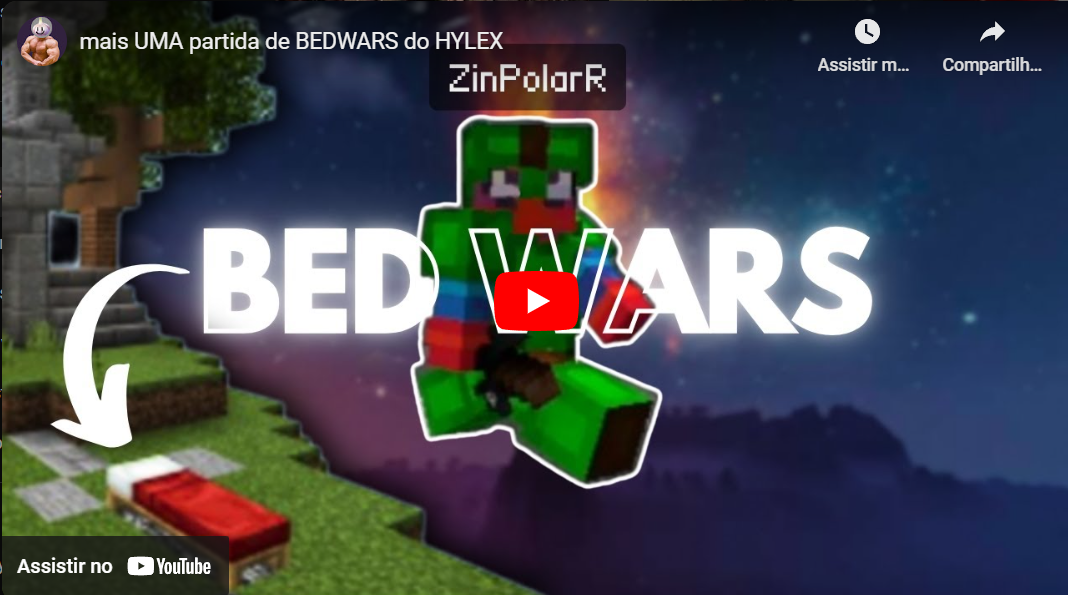 mais UMA partida de BEDWARS do HYLEX
Assistir m...
Compartilh...
ZinPolarR
BED WARS
Assistir no YouTube